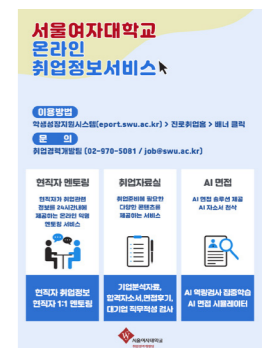 서울여자대학교
온라인
취업정보서비스
이용방법
학생성장지원시스템(eport.swu.ac.kr) > 진로취업홈 > 배너 클릭
문 의
취업경력개발팀 (02-970-5081 / job@swu.ac.kr)
현직자 멘토링
현직자가 취업관련
정보를 24시간내에
제공하는 온라인 익명
멘토링 서비스
현직자 취업정보
현직자 1:1 멘토링
취업자료실
취업준비에 필요한
다양한 콘텐츠를
제공하는 서비스
기업분석자료,
합격자소서,면접후기,
대기업 직무적성 검사
AI 면접
AI 면접 솔루션 제공
AI 자소서 분석
AI 역량검사 집중학습
AI 면접 시뮬레이터
서울여자대학교